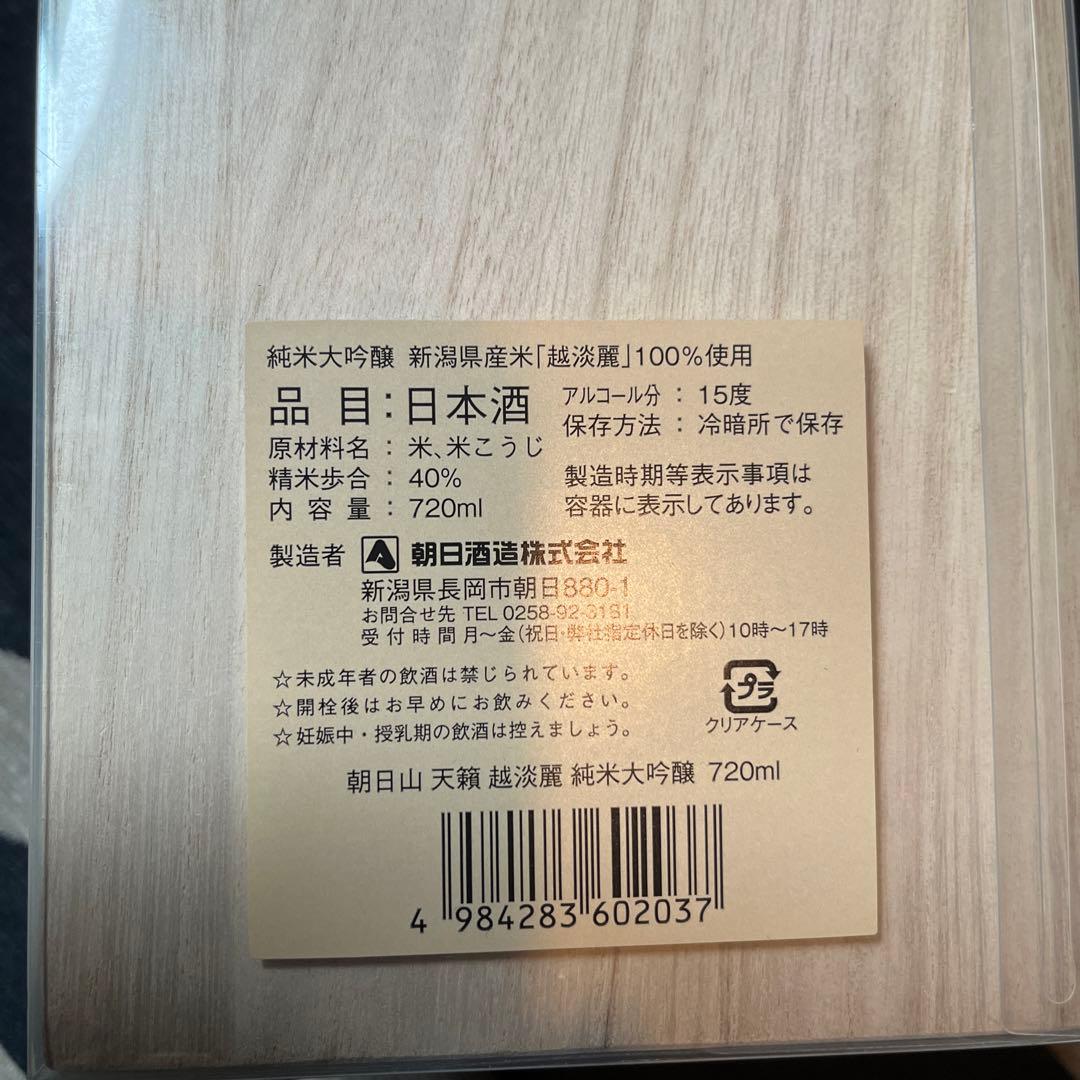 純米大吟醸 新潟県産米「越淡麗」100%使用
品 目：日本酒
アルコール分 ： 15度
保存方法 ： 冷暗所で保存
原材料名 ： 米、米こうじ
精米歩合 ： 40%
内 容 量 ： 720ml
製造時期等表示事項は
容器に表示してあります。
製造者 朝日酒造株式会社
新潟県長岡市朝日880-1
お問合せ先 TEL 0258-92-3181
受 付 時 間 月～金(祝日・弊社指定休日を除く)10時～17時
☆未成年者の飲酒は禁じられています。
☆開栓後はお早めにお飲みください。
☆妊娠中・授乳期の飲酒は控えましょう。
プラ
クリアケース
朝日山 天籟 越淡麗 純米大吟醸 720ml
4 984283 602037